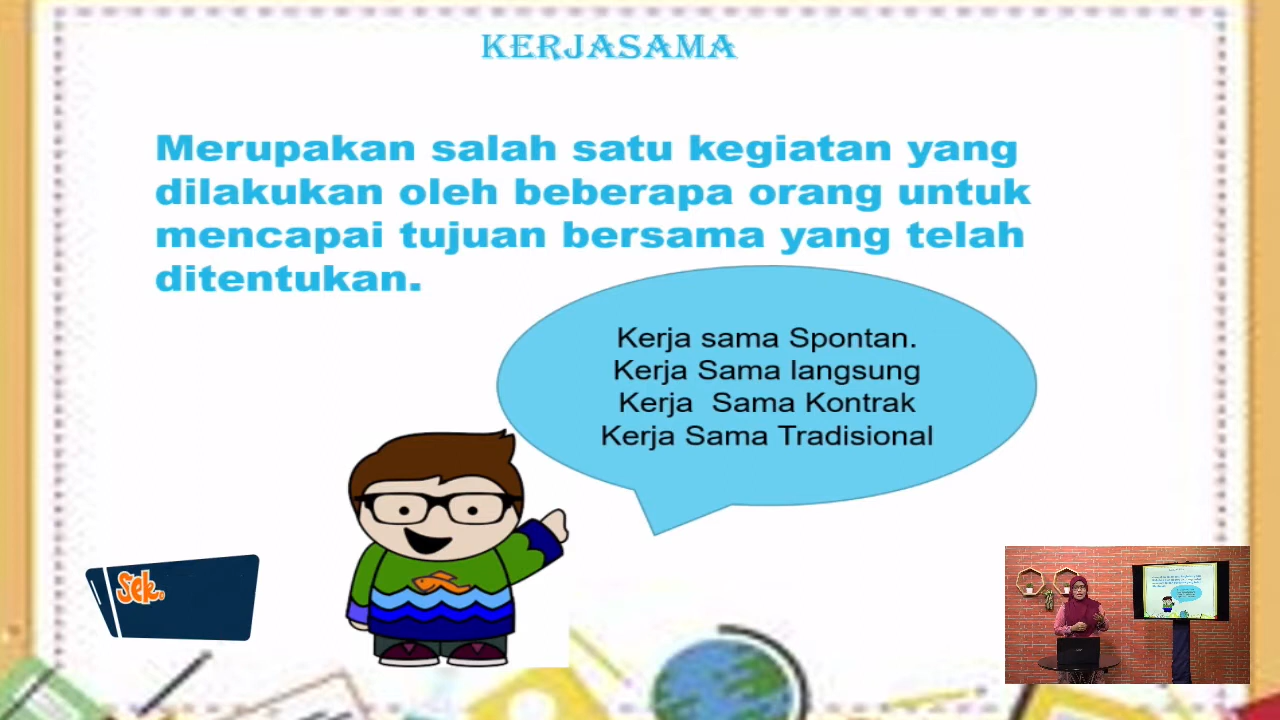 KERJASAMA
Merupakan salah satu kegiatan yang
dilakukan oleh beberapa orang untuk
mencapai tujuan bersama yang telah
ditentukan.
Kerja sama Spontan.
Kerja Sama langsung
Kerja  Sama Kontrak
Kerja Sama Tradisional
Sek.